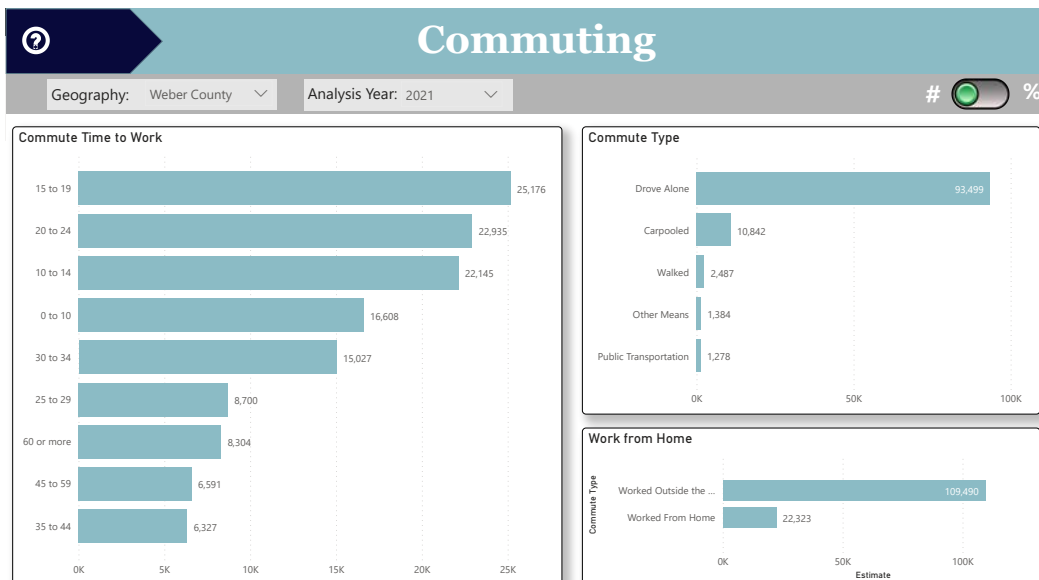 ?
Commuting
Geography: Weber County
Analysis Year: 2021
# %
Commute Time to Work
15 to 19 25,176
20 to 24 22,935
10 to 14 22,145
0 to 10 16,608
30 to 34 15,027
25 to 29 8,700
60 or more 8,304
45 to 59 6,591
35 to 44 6,327
0K 5K 10K 15K 20K 25K
Commute Type
Drove Alone 93,499
Carpooled 10,842
Walked 2,487
Other Means 1,384
Public Transportation 1,278
0K 50K 100K
Work from Home
Commute Type
Worked Outside the ... 109,490
Worked From Home 22,323
0K 50K 100K
Estimate